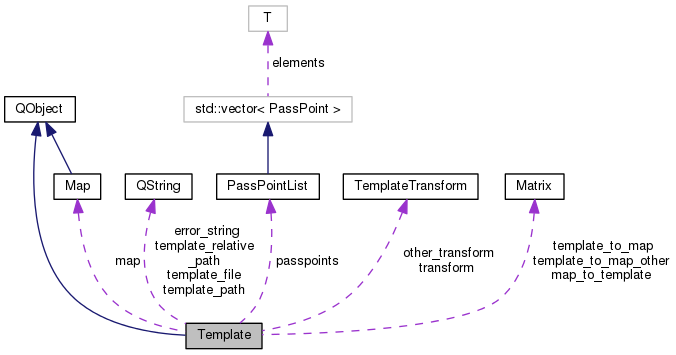 T
elements
QObject
std::vector< PassPoint >
Map
QString
PassPointList
TemplateTransform
Matrix
map
error_string
template_relative
_path
template_file
template_path
passpoints
other_transform
transform
template_to_map
template_to_map_other
map_to_template
Template